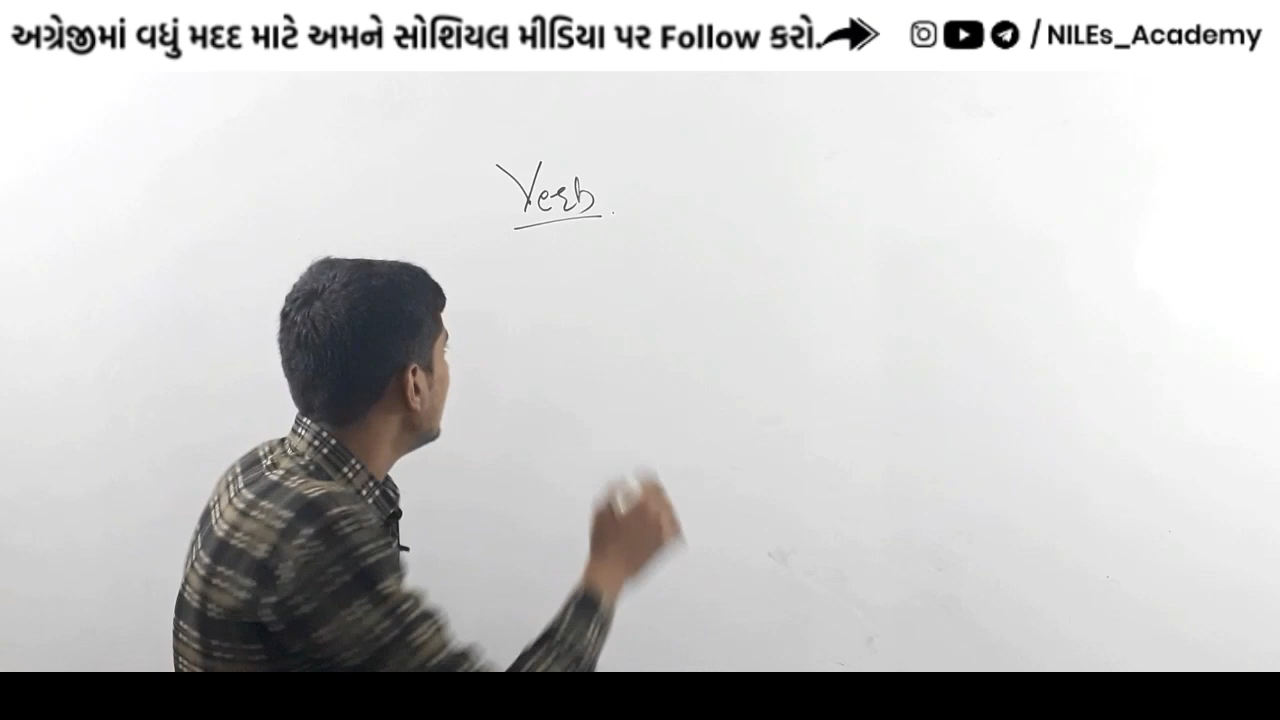 અગ્રેજીમાં વધું મદદ માટે અમને સોશિયલ મીડિયા પર Follow કરો. / NILEs_Academy
Verb